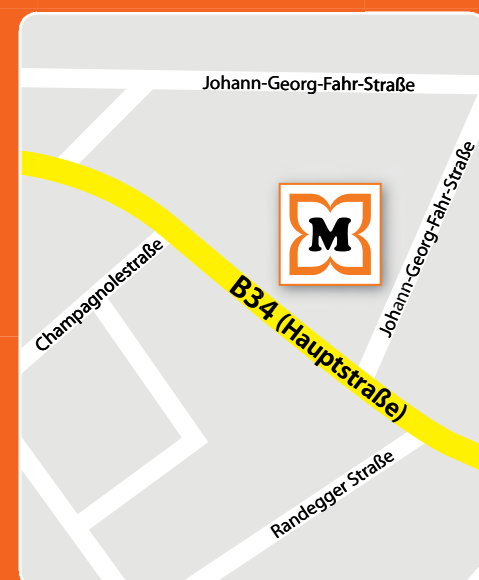 Johann-Georg-Fahr-Straße
Johann-Georg-Fahr-Straße
M
Champagnolestraße
B34 (Hauptstraße)
Randegger Straße